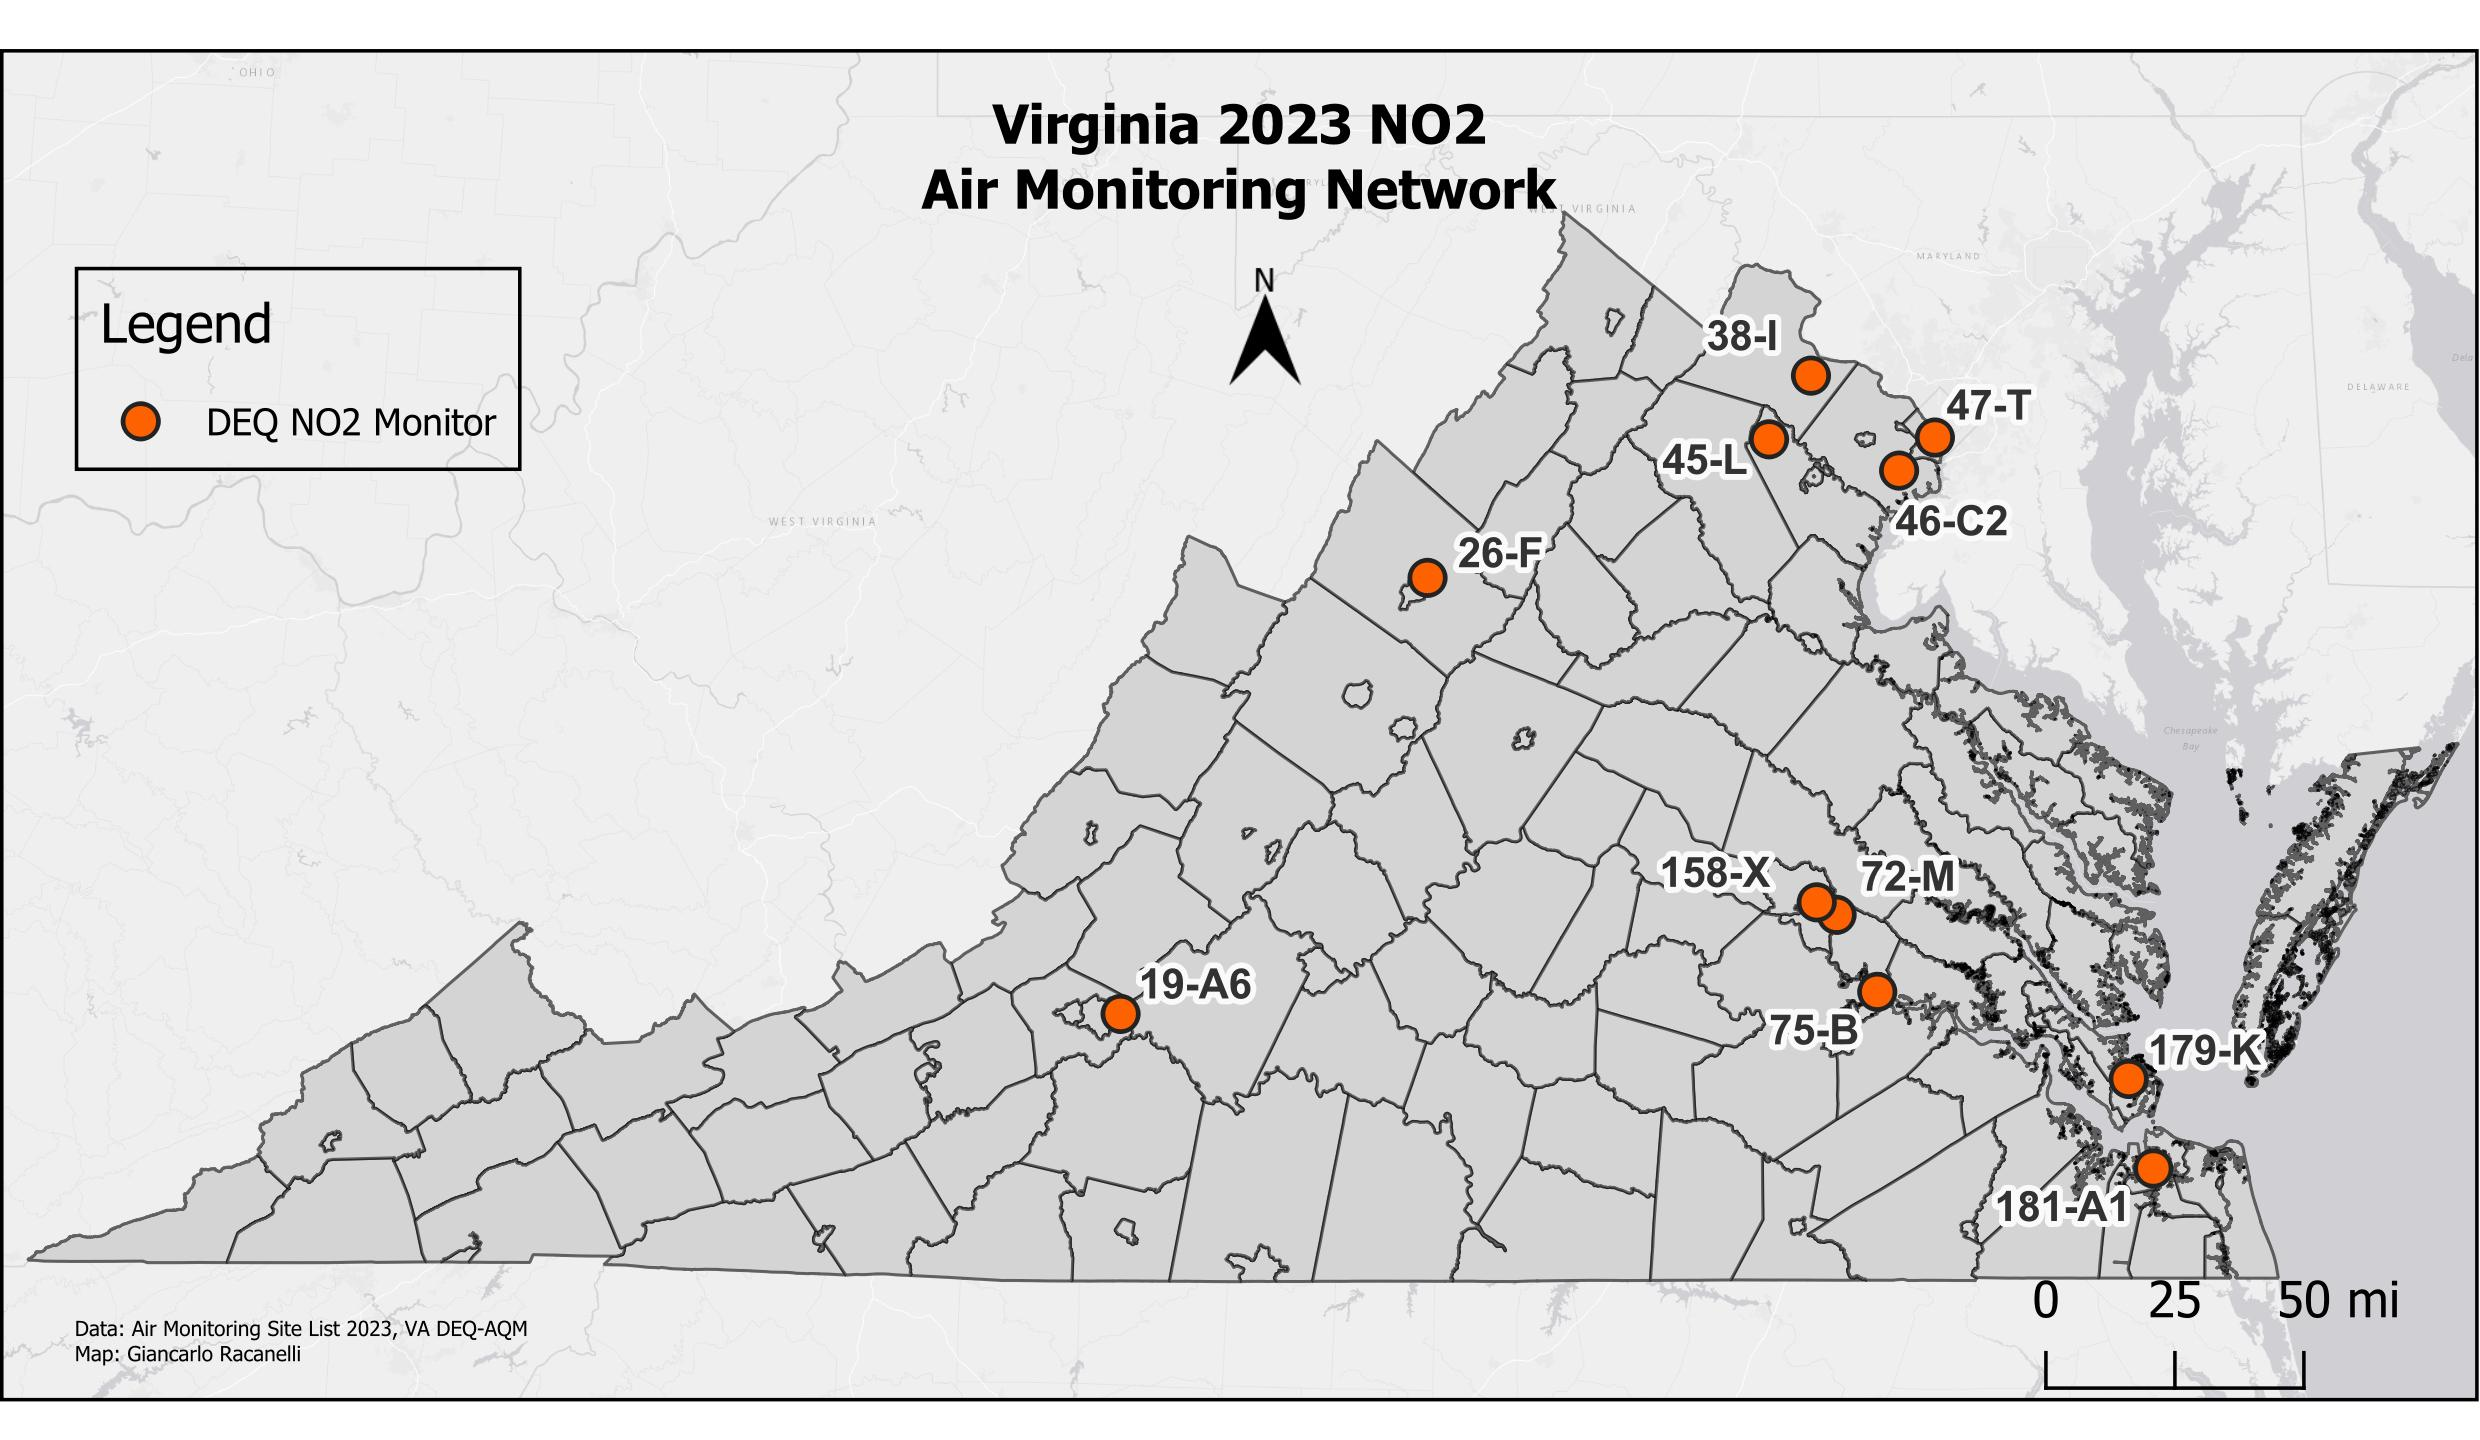 OHIO
Virginia 2023 NO2
Air Monitoring Network
WEST VIRGINIA
MARYLAND
N
Legend
DEQ NO2 Monitor
38-I
47-T
DELAWARE
45-L
46-C2
WEST VIRGINIA
26-F
Chesapeake
Bay
158-X
72-M
19-A6
75-B
179-K
181-A1
0 25 50 mi
Data: Air Monitoring Site List 2023, VA DEQ-AQM
Map: Giancarlo Racanelli